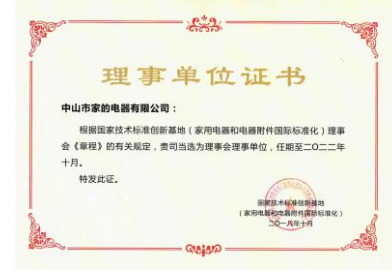 理事单位证书
中山市家的电器有限公司：
根据国家技术标准创新基地（家用电器和电器附件国际标准化）理事
会《章程》的有关规定，贵司当选为理事会理事单位，任期至二〇二二年
十月。
特发此证。
国家技术标准创新基地
（家用电器和电器附件国际标准化）
二〇一八年十月